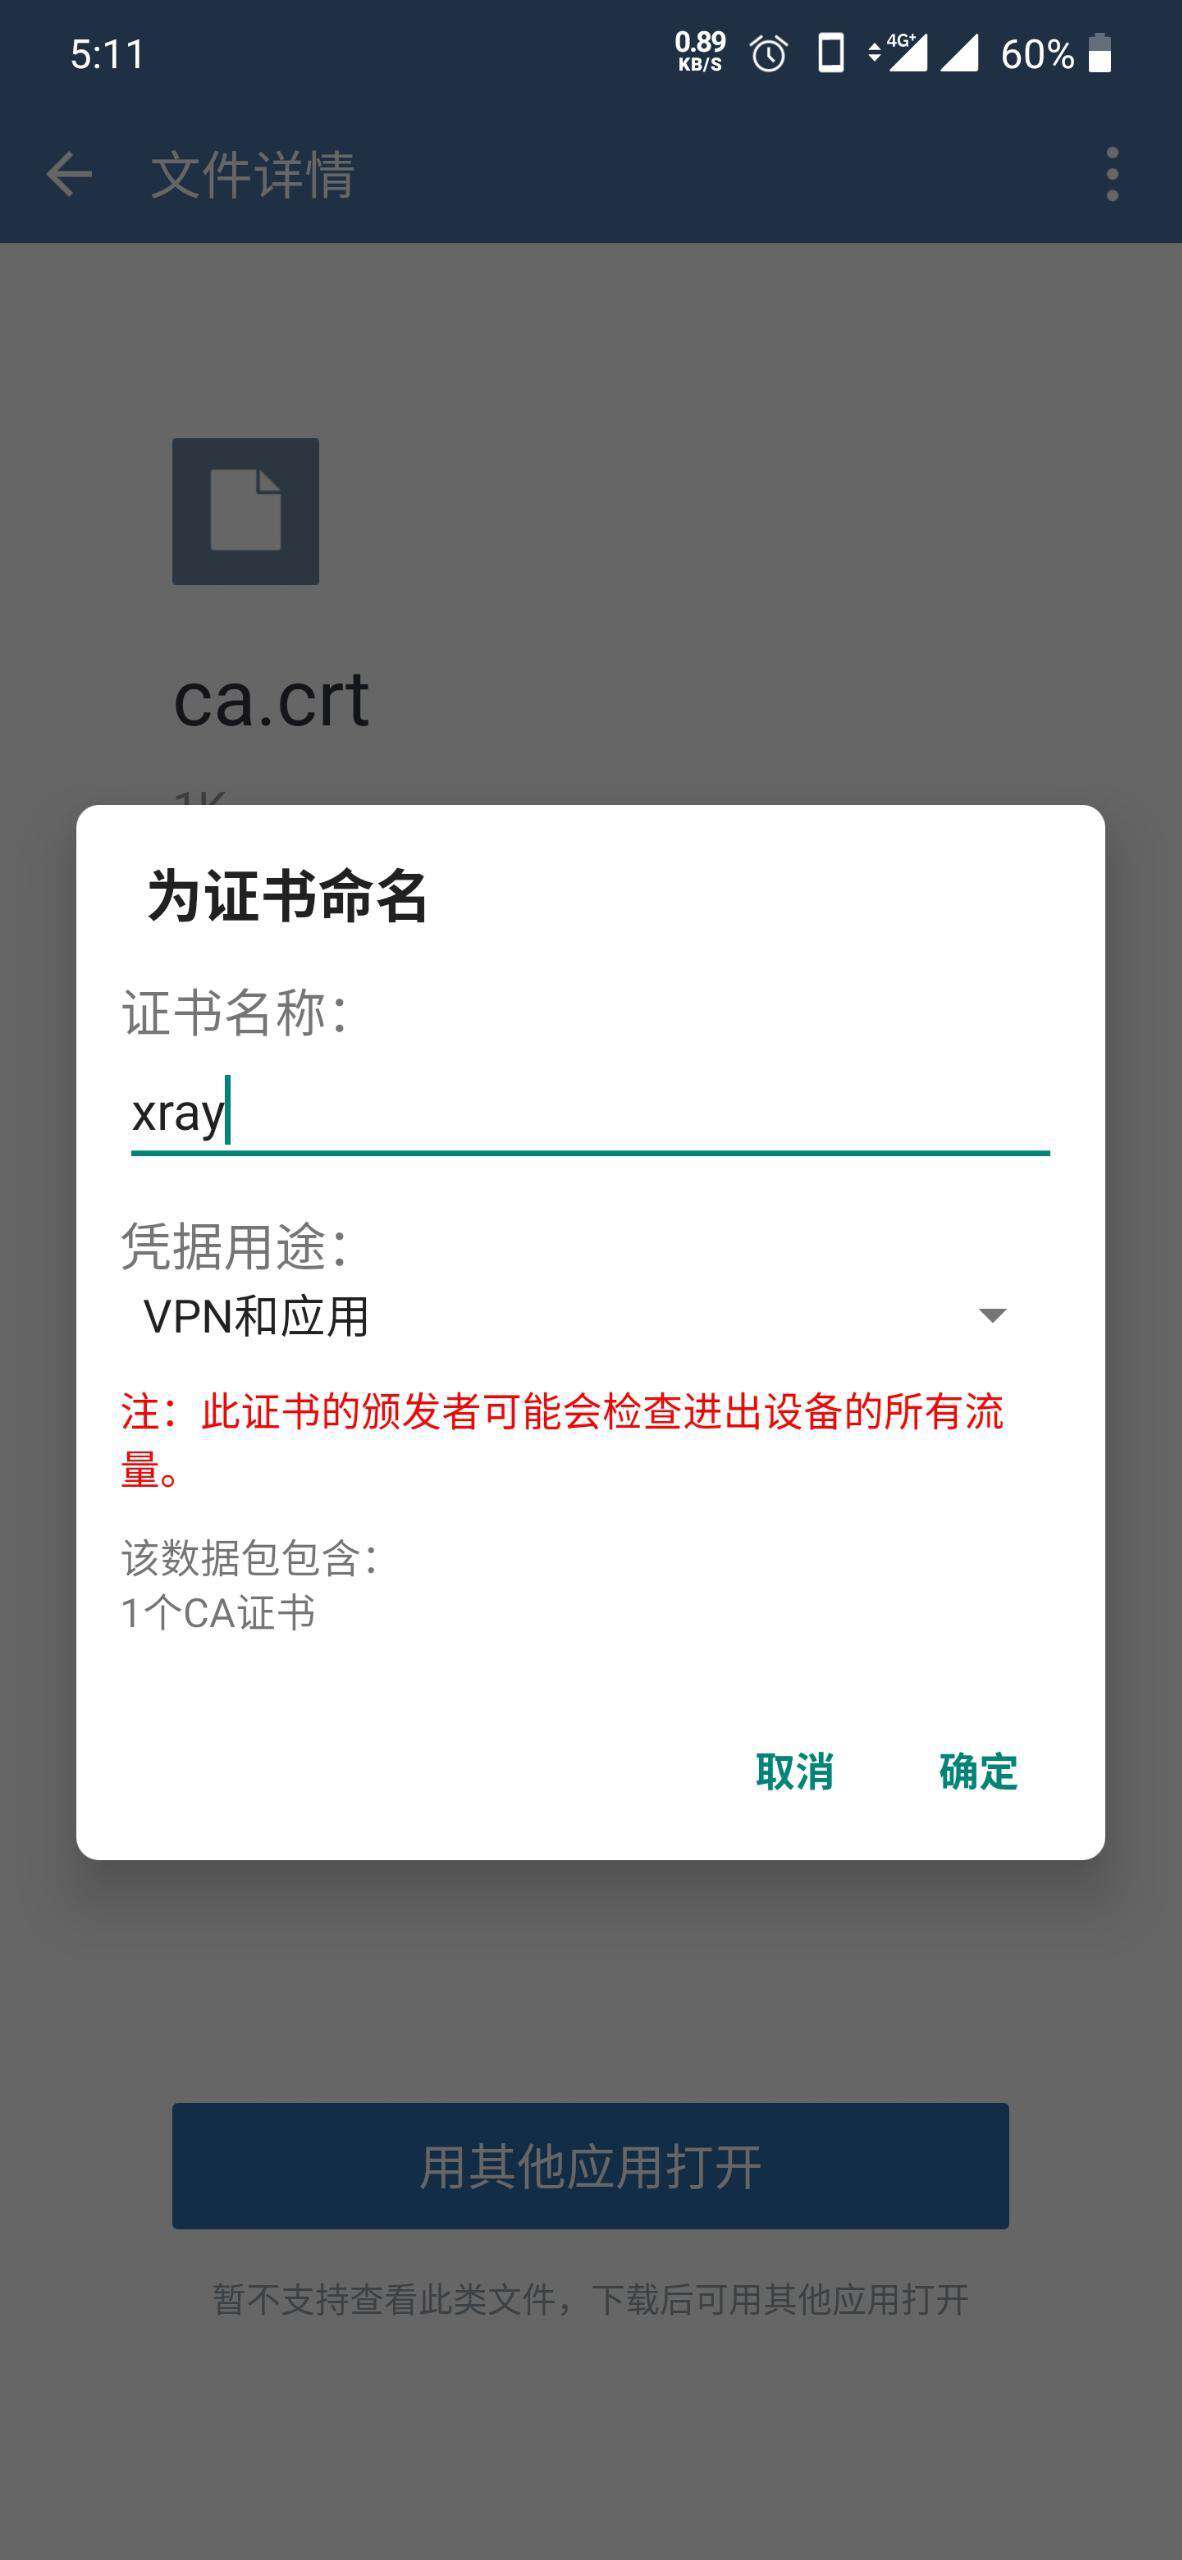 5:11
0.89
KB/S
4G+
60%
文件详情
ca.crt
1K
为证书命名
证书名称：
xray
凭据用途：
VPN和应用
注：此证书的颁发者可能会检查进出设备的所有流
量。
该数据包包含：
1个CA证书
取消
确定
用其他应用打开
暂不支持查看此类文件，下载后可用其他应用打开